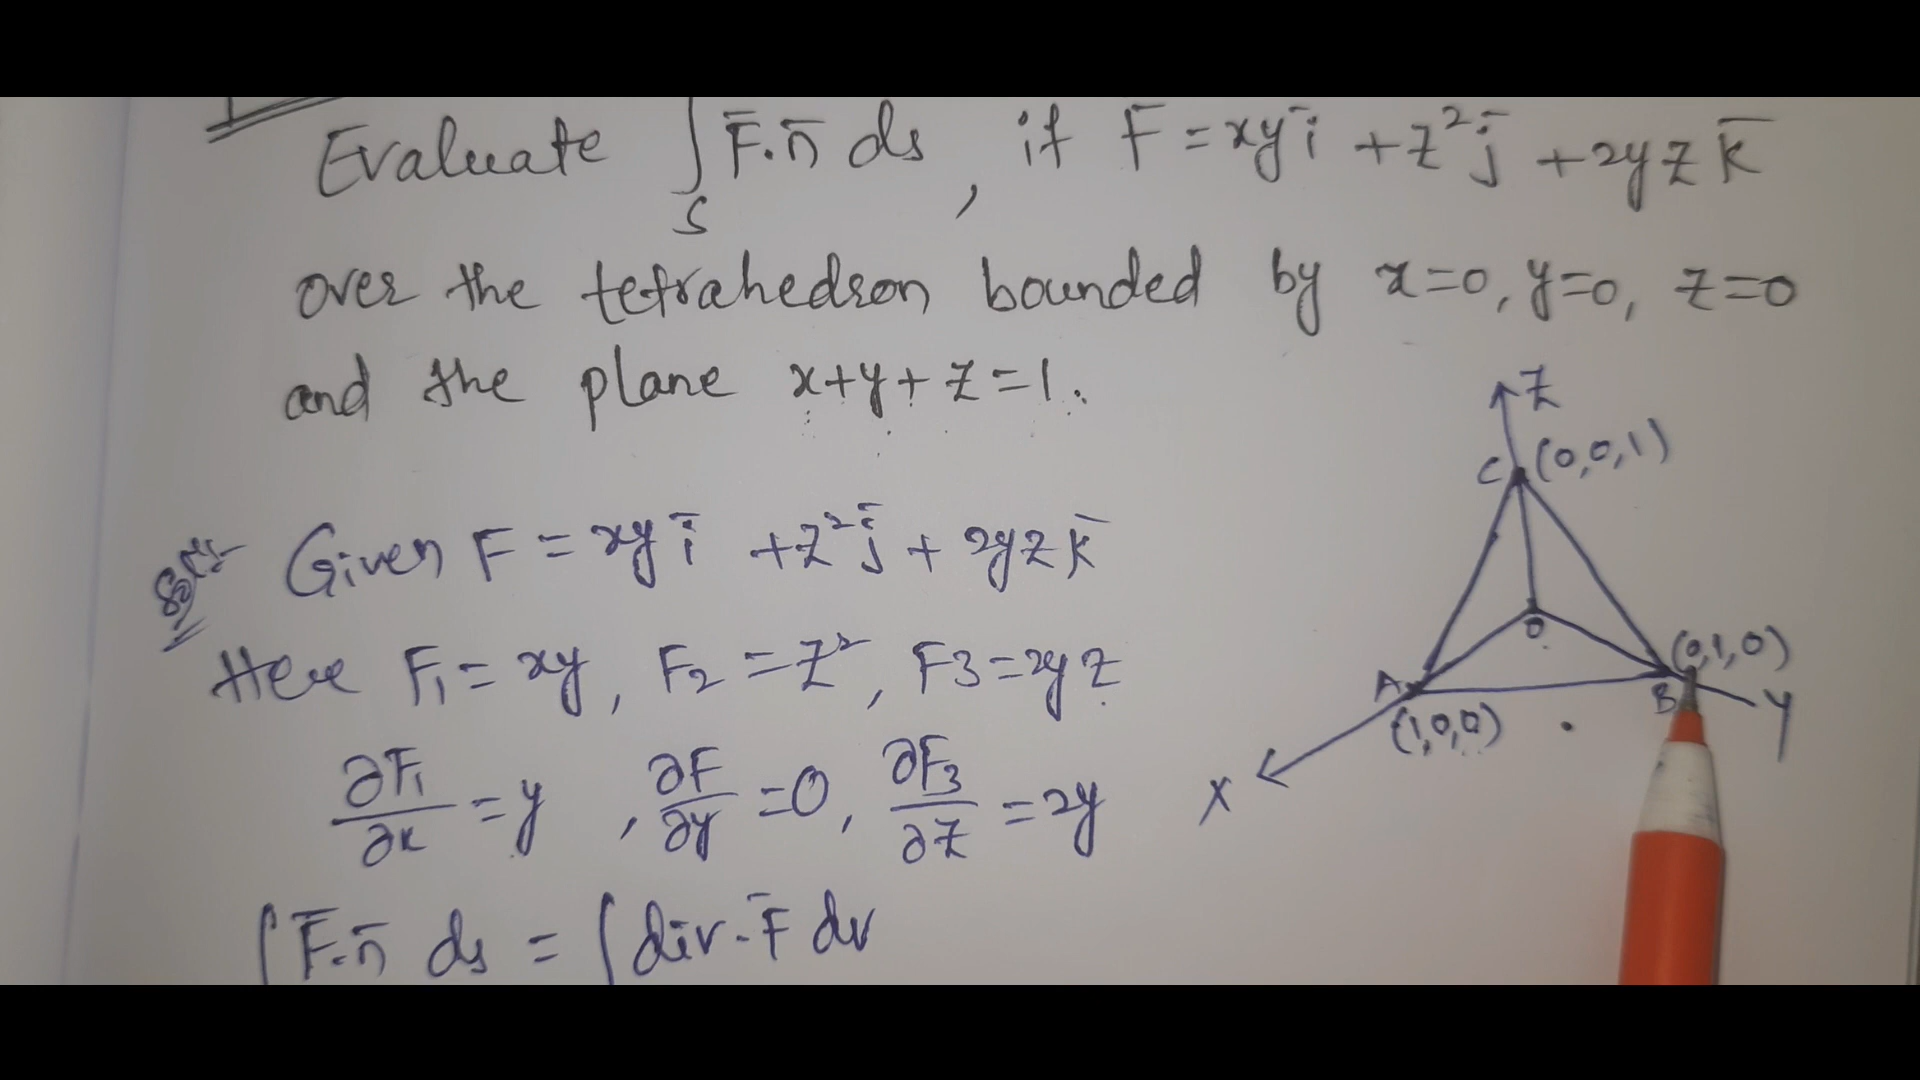 Evaluate ∫_S F̄.n̄ ds, if F̄ = xy ī + z² j̄ + 2yz k̄
over the tetrahedron bounded by x=0, y=0, z=0
and the plane x+y+z=1.
Z
C (0,0,1)
Sol:- Given F = xy ī + z² j̄ + 2yz k̄
O
Here F₁ = xy, F₂ = z², F3 = 2yz
A (1,0,0)
B (0,1,0)
Y
X
∂F₁/∂x = y, ∂F/∂y = 0, ∂F₃/∂z = 2y
∫ F̄.n̄ ds = ∫ div.F̄ dv